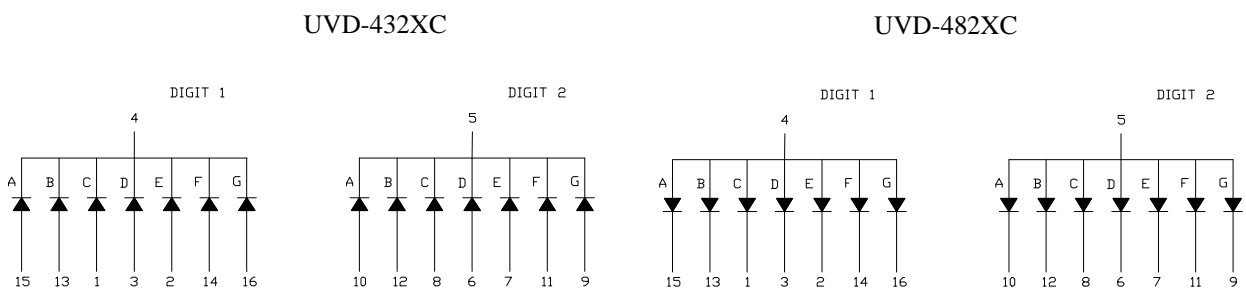 UVD-432XC UVD-482XC
DIGIT 1 DIGIT 2 DIGIT 1 DIGIT 2
4 5 4 5
A B C D E F G A B C D E F G A B C D E F G A B C D E F G
15 13 1 3 2 14 16 10 12 8 6 7 11 9 15 13 1 3 2 14 16 10 12 8 6 7 11 9